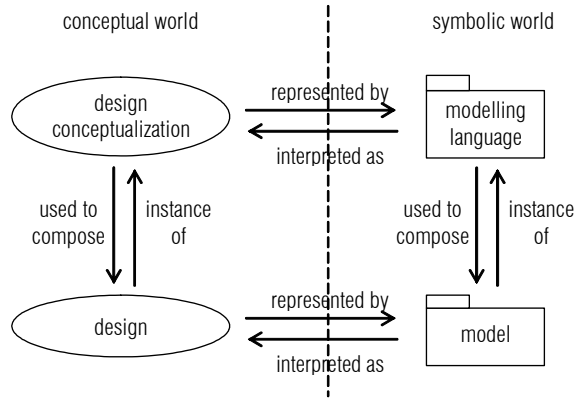 conceptual world
symbolic world
design
conceptualization
represented by
interpreted as
modelling
language
used to
compose
instance
of
used to
compose
instance
of
design
represented by
interpreted as
model